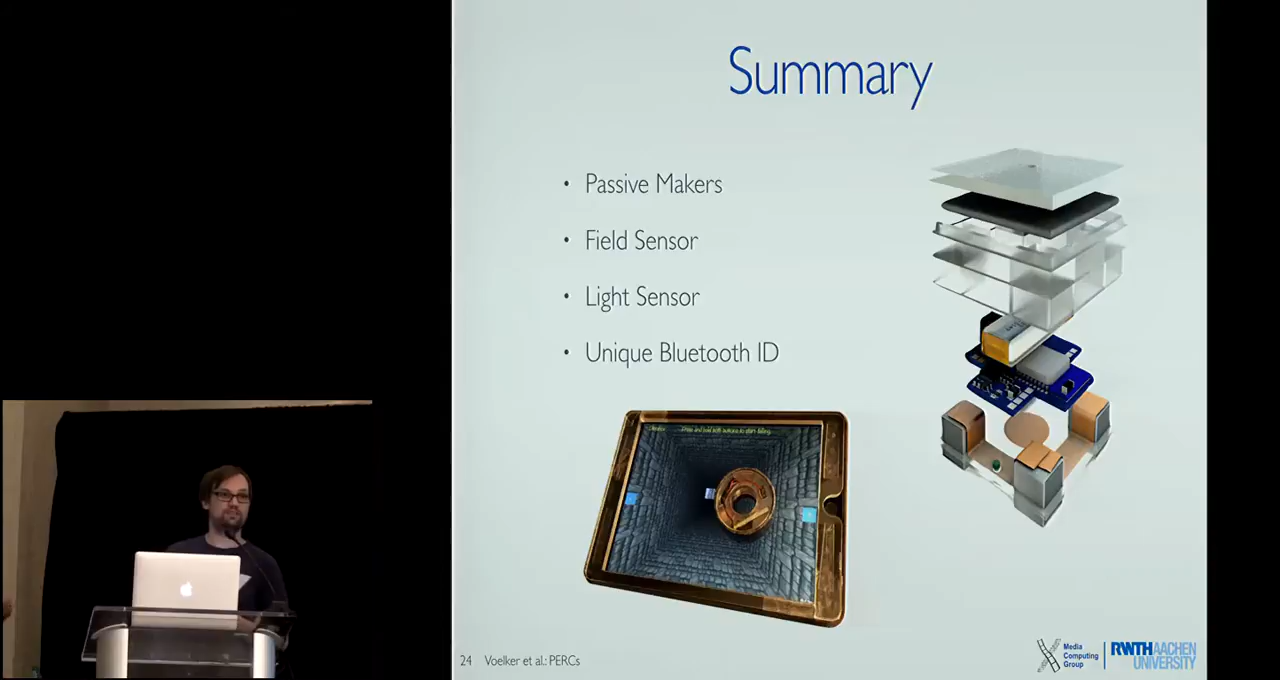 Summary
• Passive Makers
• Field Sensor
• Light Sensor
• Unique Bluetooth ID
24 Voelker et al.: PERCs
Media
Computing
Group
RWTHAACHEN
UNIVERSITY